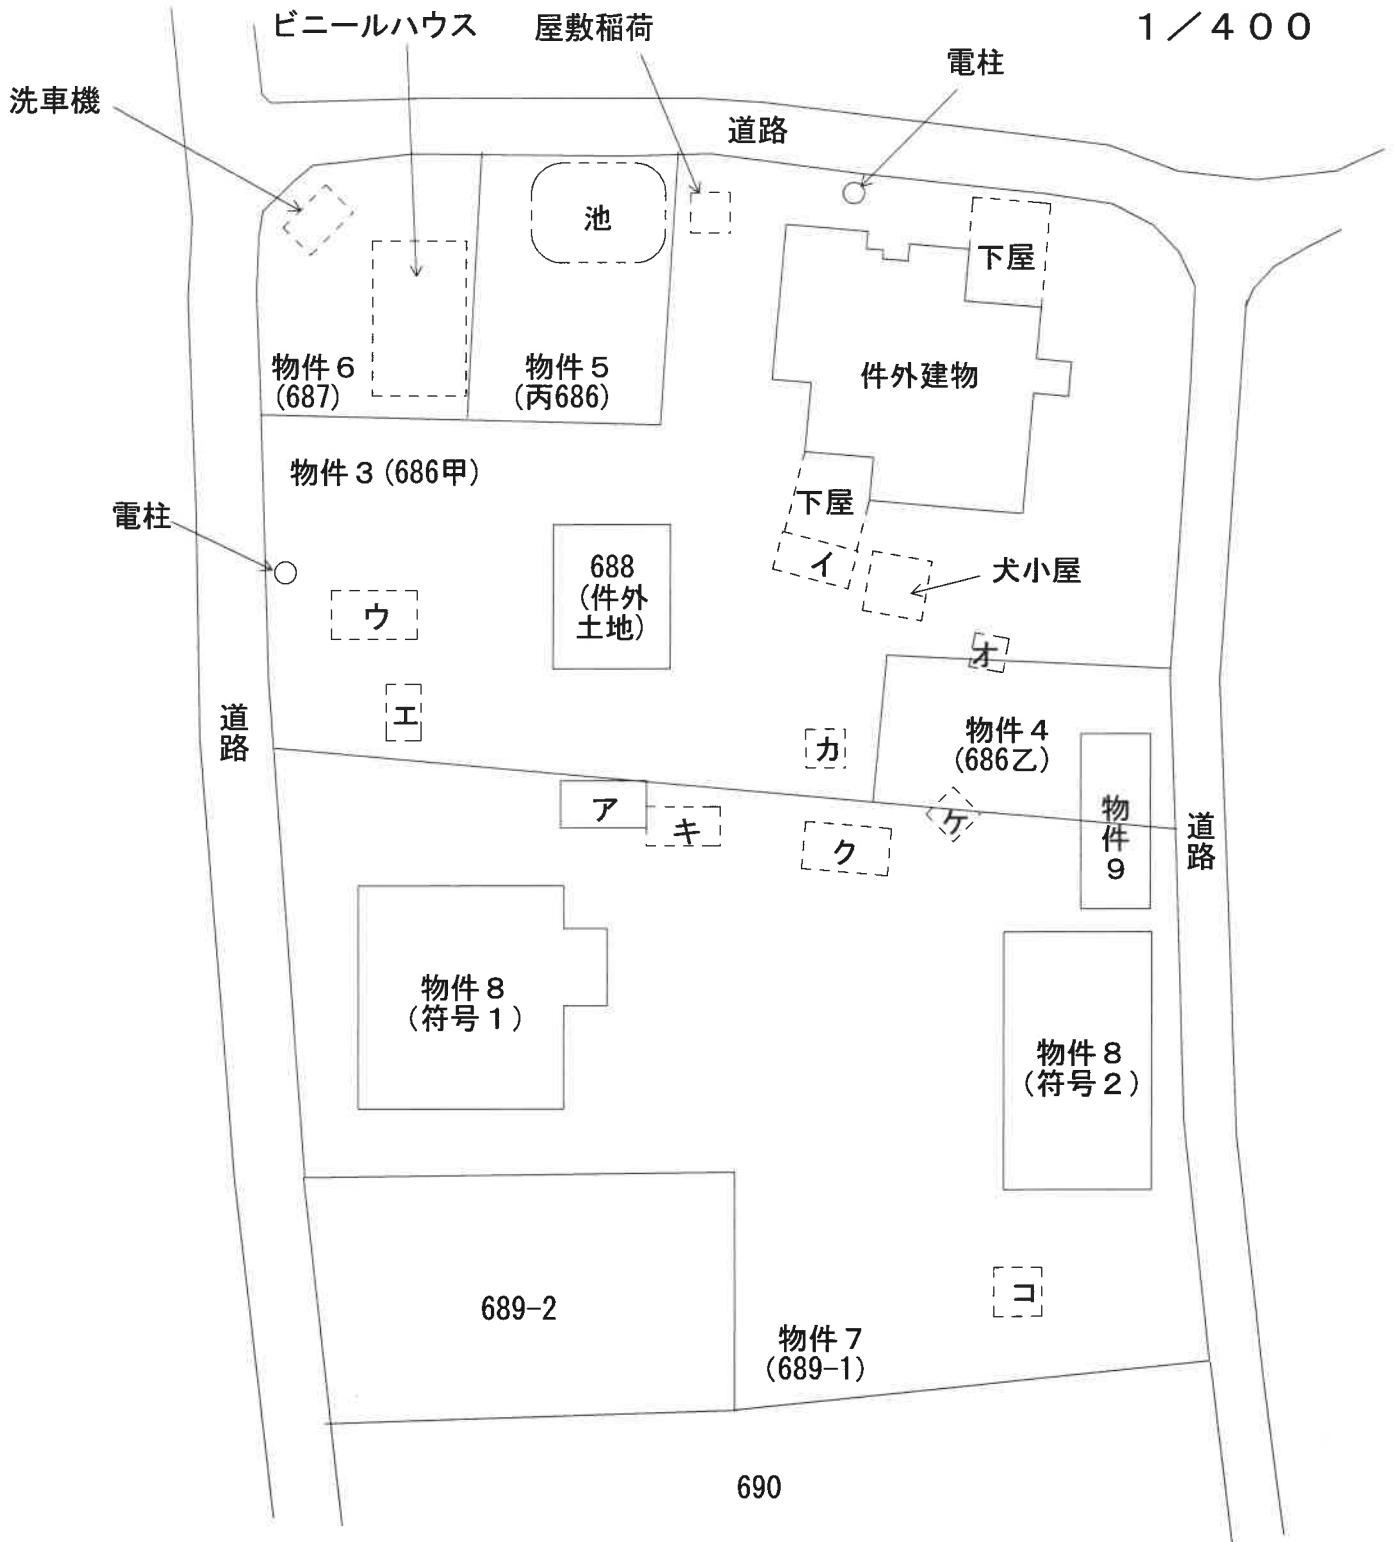 ビニールハウス
屋敷稲荷
1／４００
電柱
洗車機
道路
池
下屋
物件６
(687)
物件５
(丙686)
件外建物
物件３(686甲)
下屋
電柱
688
(件外
土地)
イ
犬小屋
ウ
オ
エ
道路
カ
物件４
(686乙)
ア
キ
ク
ケ
物件９
道路
物件８
(符号１)
物件８
(符号２)
689-2
コ
物件７
(689-1)
690